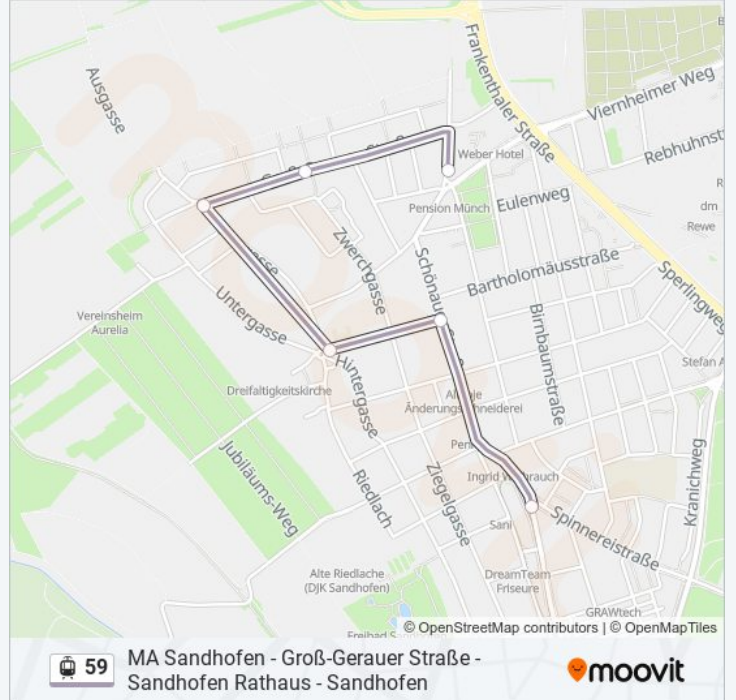 Ausgasse
Frankenthaler Straße
Viernheimer Weg
Rebhuhnst
Weber Hotel
Pension Münch
Eulenweg
dm
Rewe
Zwerchgasse
Bartholomäusstraße
Sperlingweg
Untergasse
Vereinsheim
Aurelia
Birnbaumstraße
Stefan A
Hintergasse
Dreifaltigkeitskirche
Änderungsschneiderei
Jubiläums-Weg
Riedlach
Ziegelgasse
Ingrid W brauch
Kranichweg
Sani
Spinnereistraße
Alte Riedlache
(DJK Sandhofen)
DreamTeam
Friseure
GRAWtech
Freibad S
© OpenStreetMap contributors | © OpenMapTiles
59
MA Sandhofen - Groß-Gerauer Straße -
Sandhofen Rathaus - Sandhofen
moovit